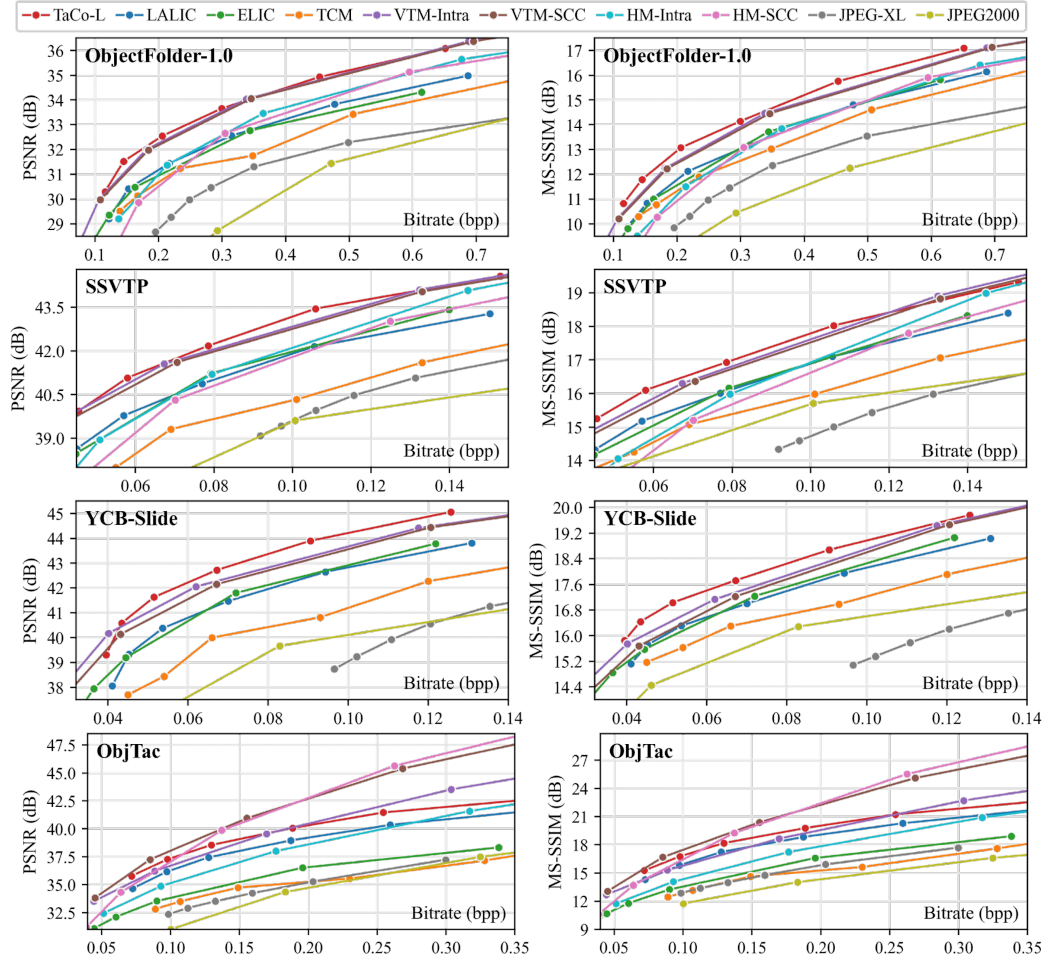 TaCo-L LALIC ELIC TCM VTM-Intra VTM-SCC HM-Intra HM-SCC JPEG-XL JPEG2000
ObjectFolder-1.0
PSNR (dB)
36
35
34
33
32
31
30
29
Bitrate (bpp)
0.1 0.2 0.3 0.4 0.5 0.6 0.7
ObjectFolder-1.0
MS-SSIM (dB)
17
16
15
14
13
12
11
10
Bitrate (bpp)
0.1 0.2 0.3 0.4 0.5 0.6 0.7
SSVTP
PSNR (dB)
43.5
42.0
40.5
39.0
Bitrate (bpp)
0.06 0.08 0.10 0.12 0.14
SSVTP
MS-SSIM (dB)
19
18
17
16
15
14
Bitrate (bpp)
0.06 0.08 0.10 0.12 0.14
YCB-Slide
PSNR (dB)
45
44
43
42
41
40
39
38
Bitrate (bpp)
0.04 0.06 0.08 0.10 0.12 0.14
YCB-Slide
MS-SSIM (dB)
20.0
19.2
18.4
17.6
16.8
16.0
15.2
14.4
Bitrate (bpp)
0.04 0.06 0.08 0.10 0.12 0.14
ObjTac
PSNR (dB)
47.5
45.0
42.5
40.0
37.5
35.0
32.5
Bitrate (bpp)
0.05 0.10 0.15 0.20 0.25 0.30 0.35
ObjTac
MS-SSIM (dB)
27
24
21
18
15
12
9
Bitrate (bpp)
0.05 0.10 0.15 0.20 0.25 0.30 0.35